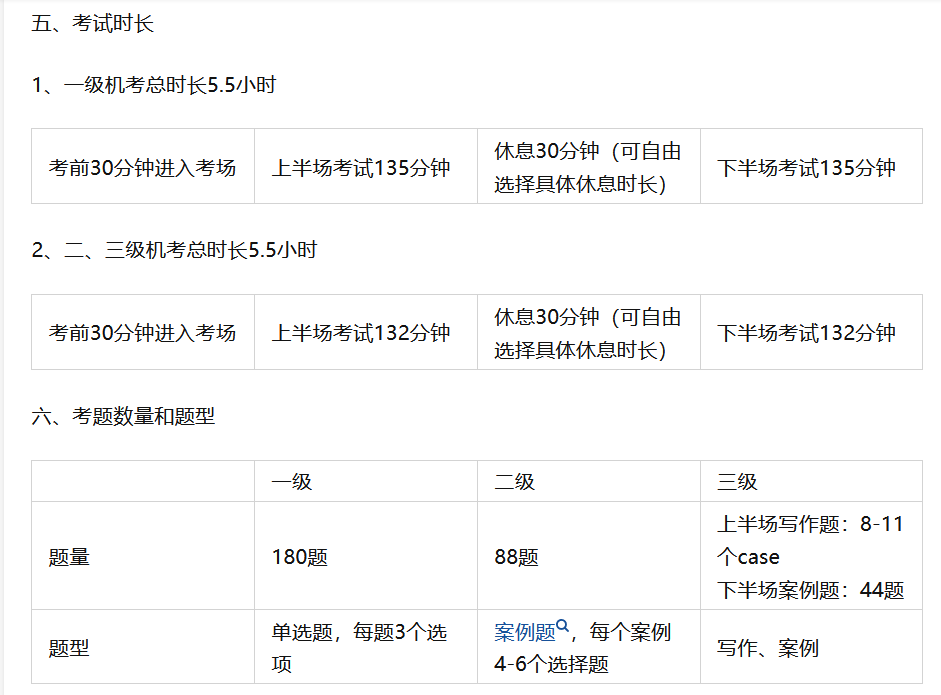 五、考试时长
1、一级机考总时长5.5小时
考前30分钟进入考场
上半场考试135分钟
休息30分钟（可自由
选择具体休息时长）
下半场考试135分钟
2、二、三级机考总时长5.5小时
考前30分钟进入考场
上半场考试132分钟
休息30分钟（可自由
选择具体休息时长）
下半场考试132分钟
六、考题数量和题型
一级
二级
三级
题量
180题
88题
上半场写作题：8-11
个case
下半场案例题：44题
题型
单选题，每题3个选
项
案例题，每个案例
4-6个选择题
写作、案例